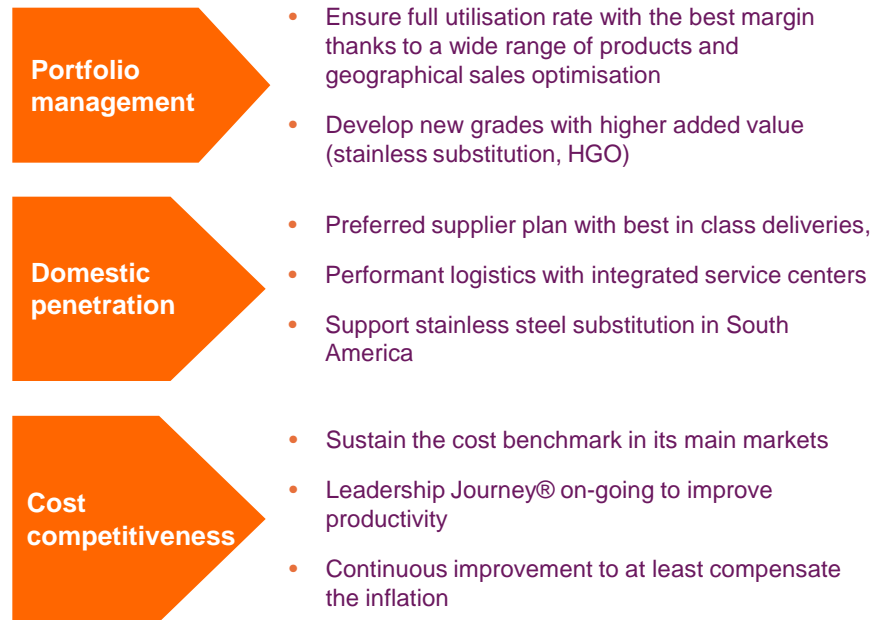 Portfolio
management
• Ensure full utilisation rate with the best margin
thanks to a wide range of products and
geographical sales optimisation
• Develop new grades with higher added value
(stainless substitution, HGO)
Domestic
penetration
• Preferred supplier plan with best in class deliveries,
• Performant logistics with integrated service centers
• Support stainless steel substitution in South
America
Cost
competitiveness
• Sustain the cost benchmark in its main markets
• Leadership Journey® on-going to improve
productivity
• Continuous improvement to at least compensate
the inflation